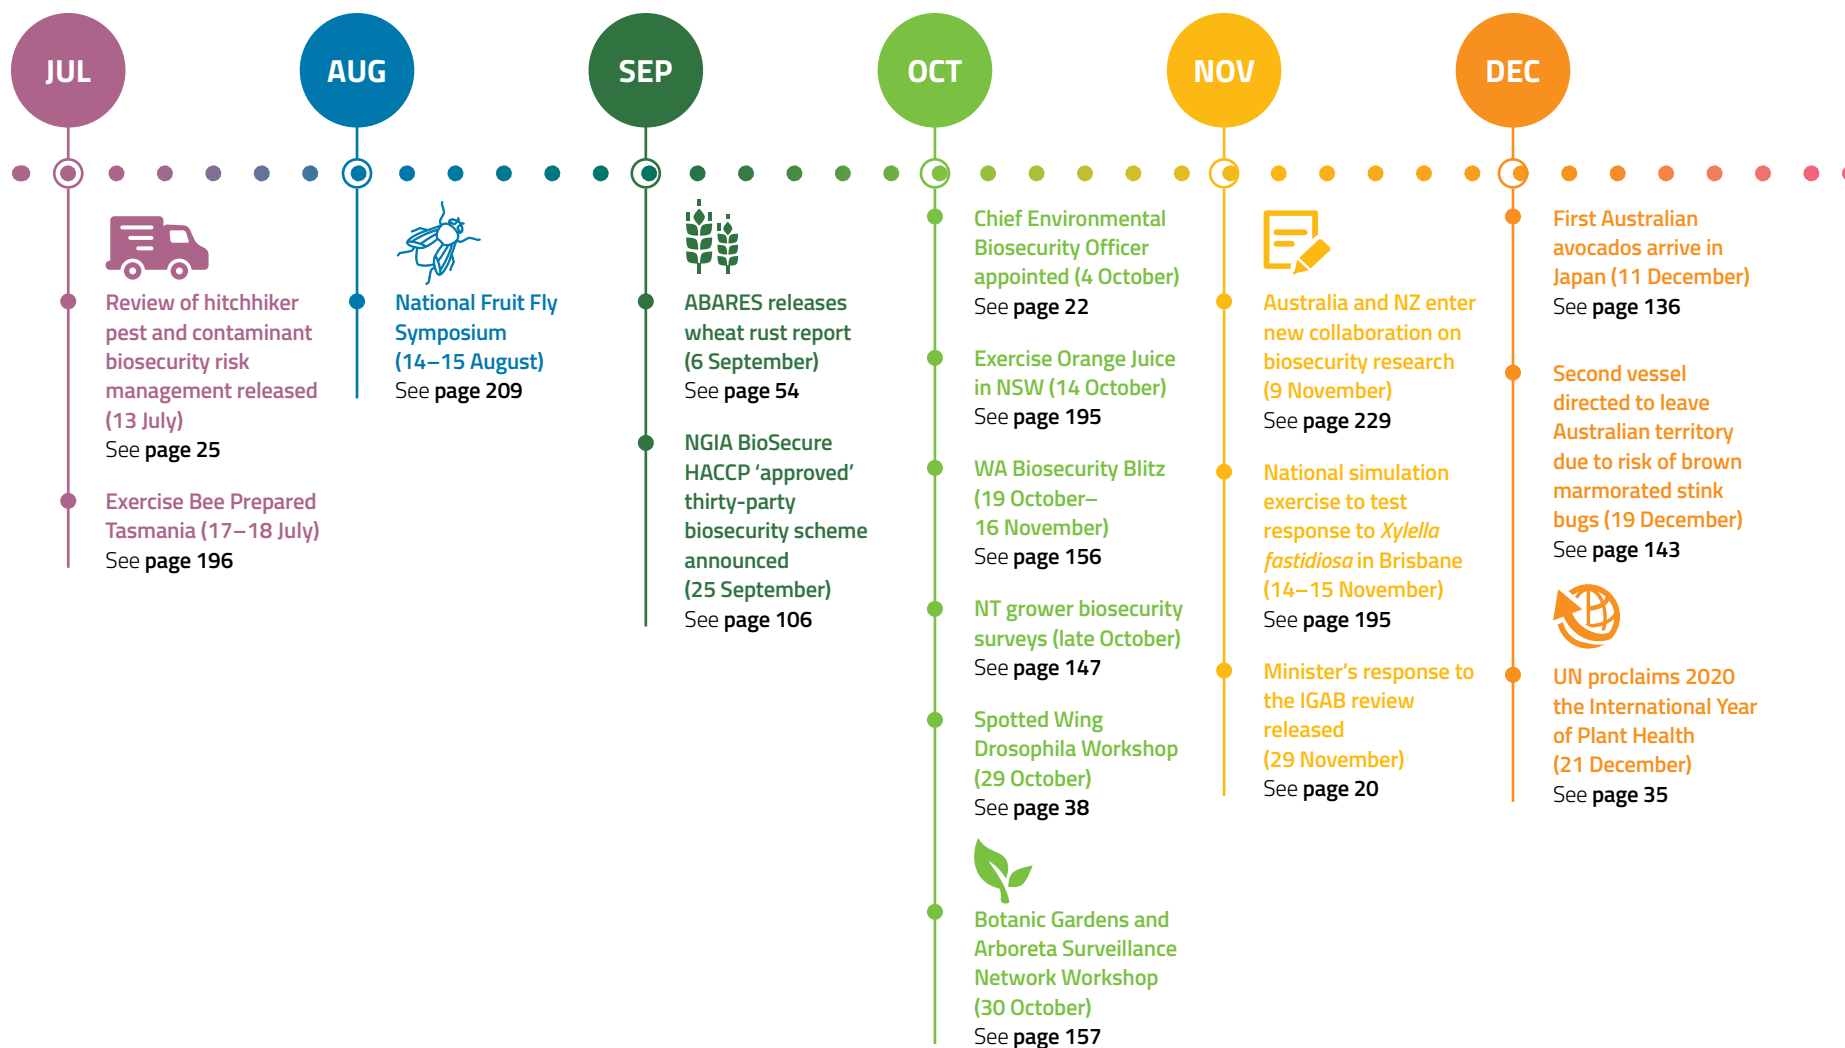 JUL
AUG
SEP
OCT
NOV
DEC
Review of hitchhiker
pest and contaminant
biosecurity risk
management released
(13 July)
See page 25
Exercise Bee Prepared
Tasmania (17–18 July)
See page 196
National Fruit Fly
Symposium
(14–15 August)
See page 209
ABARES releases
wheat rust report
(6 September)
See page 54
NGIA BioSecure
HACCP ‘approved’
thirty-party
biosecurity scheme
announced
(25 September)
See page 106
Chief Environmental
Biosecurity Officer
appointed (4 October)
See page 22
Exercise Orange Juice
in NSW (14 October)
See page 195
WA Biosecurity Blitz
(19 October–
16 November)
See page 156
NT grower biosecurity
surveys (late October)
See page 147
Spotted Wing
Drosophila Workshop
(29 October)
See page 38
Botanic Gardens and
Arboreta Surveillance
Network Workshop
(30 October)
See page 157
Australia and NZ enter
new collaboration on
biosecurity research
(9 November)
See page 229
National simulation
exercise to test
response to Xylella
fastidiosa in Brisbane
(14–15 November)
See page 195
Minister’s response to
the IGAB review
released
(29 November)
See page 20
First Australian
avocados arrive in
Japan (11 December)
See page 136
Second vessel
directed to leave
Australian territory
due to risk of brown
marmorated stink
bugs (19 December)
See page 143
UN proclaims 2020
the International Year
of Plant Health
(21 December)
See page 35